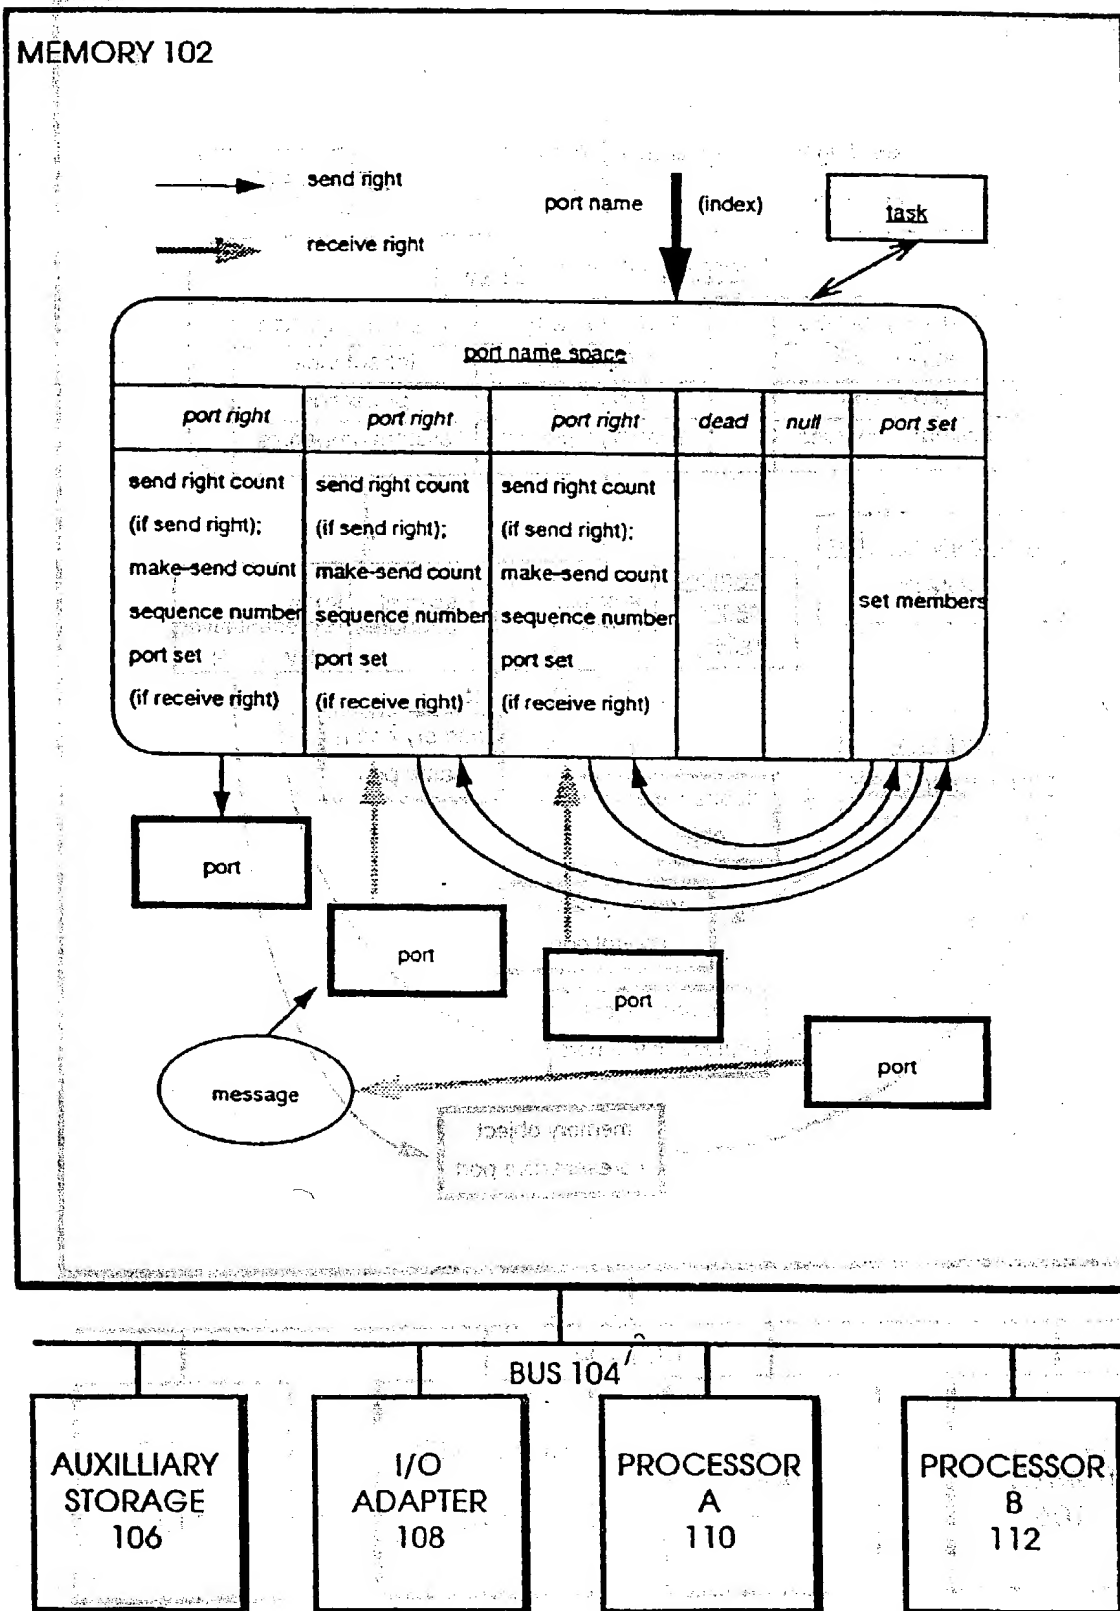 MEMORY 102
send right
receive right
port name
(index)
task
port name space
port right
port right
port right
dead
null
port set
send right count
(if send right);
make-send count
sequence number
port set
(if receive right)
send right count
(if send right);
make-send count
sequence number
port set
(if receive right)
send right count
(if send right);
make-send count
sequence number
port set
(if receive right)
set members
port
port
port
port
message
memory object
BUS 104
AUXILLIARY
STORAGE
106
I/O
ADAPTER
108
PROCESSOR
A
110
PROCESSOR
B
112